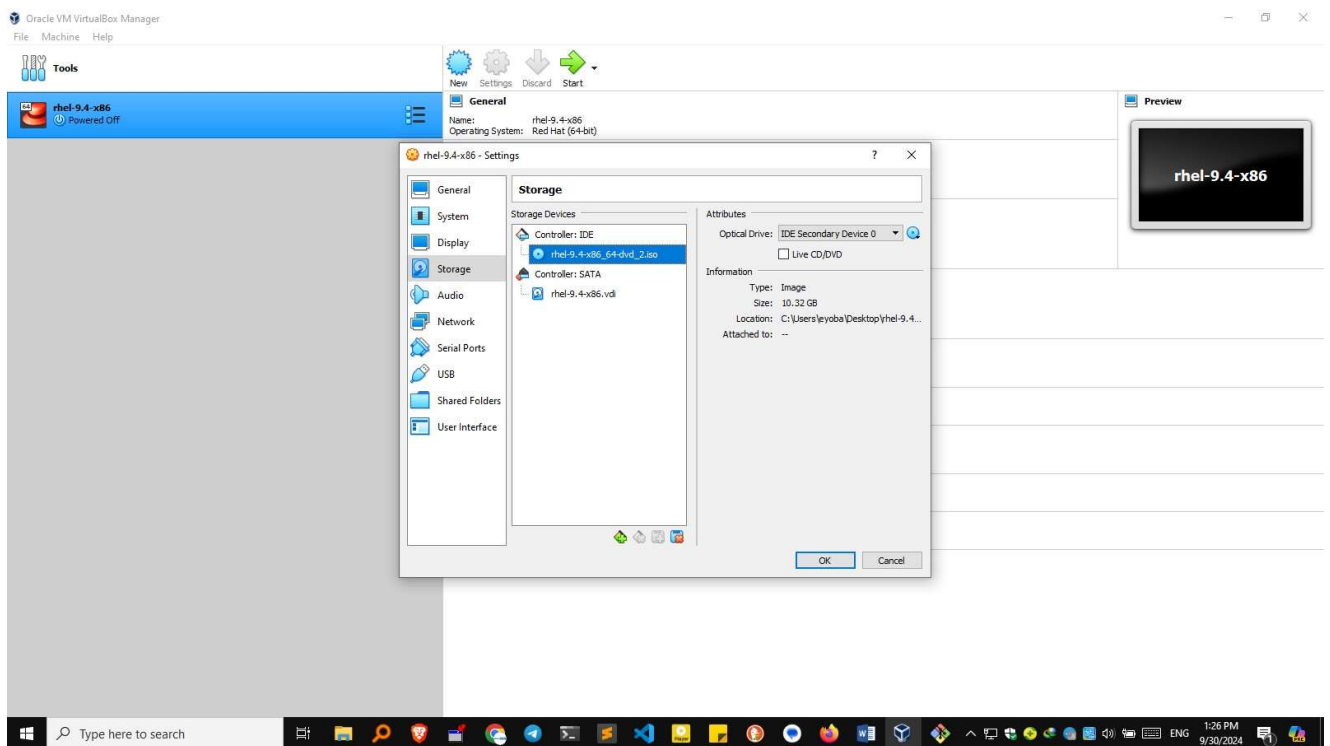 Oracle VM VirtualBox Manager
File Machine Help
Tools
New Settings Discard Start
64
rhel-9.4-x86
Powered Off
General
Name: rhel-9.4-x86
Operating System: Red Hat (64-bit)
Preview
rhel-9.4-x86
rhel-9.4-x86 - Settings
?
General
System
Display
Storage
Audio
Network
Serial Ports
USB
Shared Folders
User Interface
Storage
Storage Devices
Controller: IDE
rhel-9.4-x86_64-dvd_2.iso
Controller: SATA
rhel-9.4-x86.vdi
Attributes
Optical Drive: IDE Secondary Device 0
Live CD/DVD
Information
Type: Image
Size: 10.32 GB
Location: C:\Users\eyoba\Desktop\rhel-9.4...
Attached to: --
OK Cancel
Type here to search
ENG
1:26 PM
9/30/2024